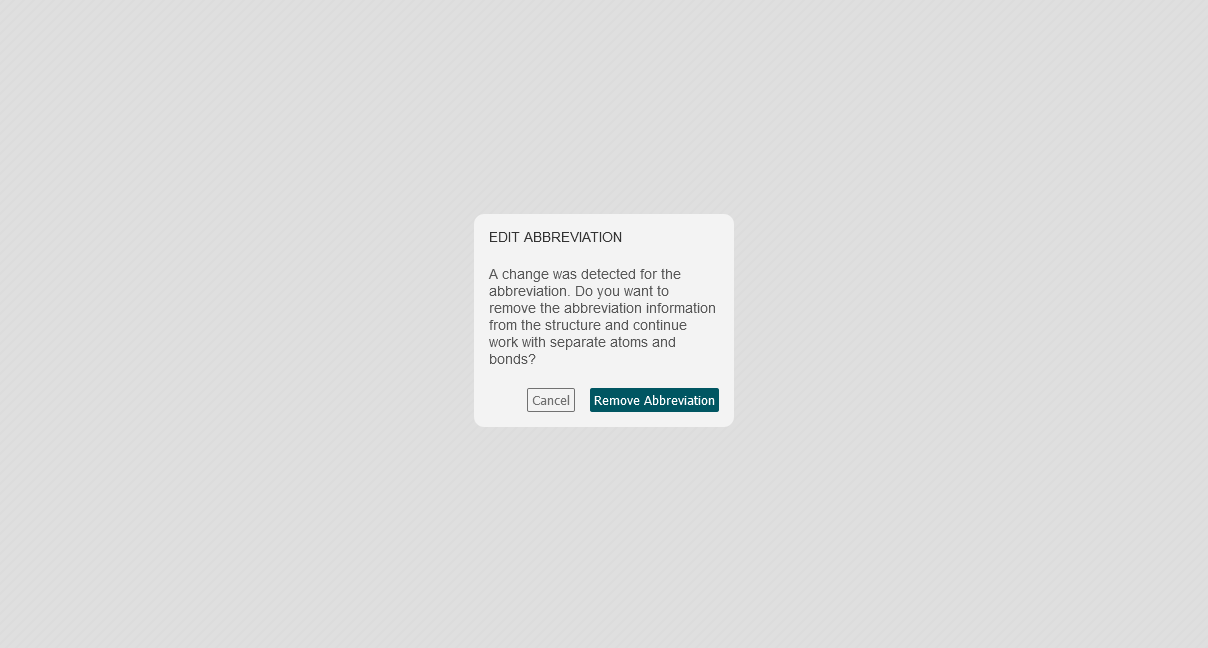 EDIT ABBREVIATION
A change was detected for the
abbreviation. Do you want to
remove the abbreviation information
from the structure and continue
work with separate atoms and
bonds?
Cancel Remove Abbreviation